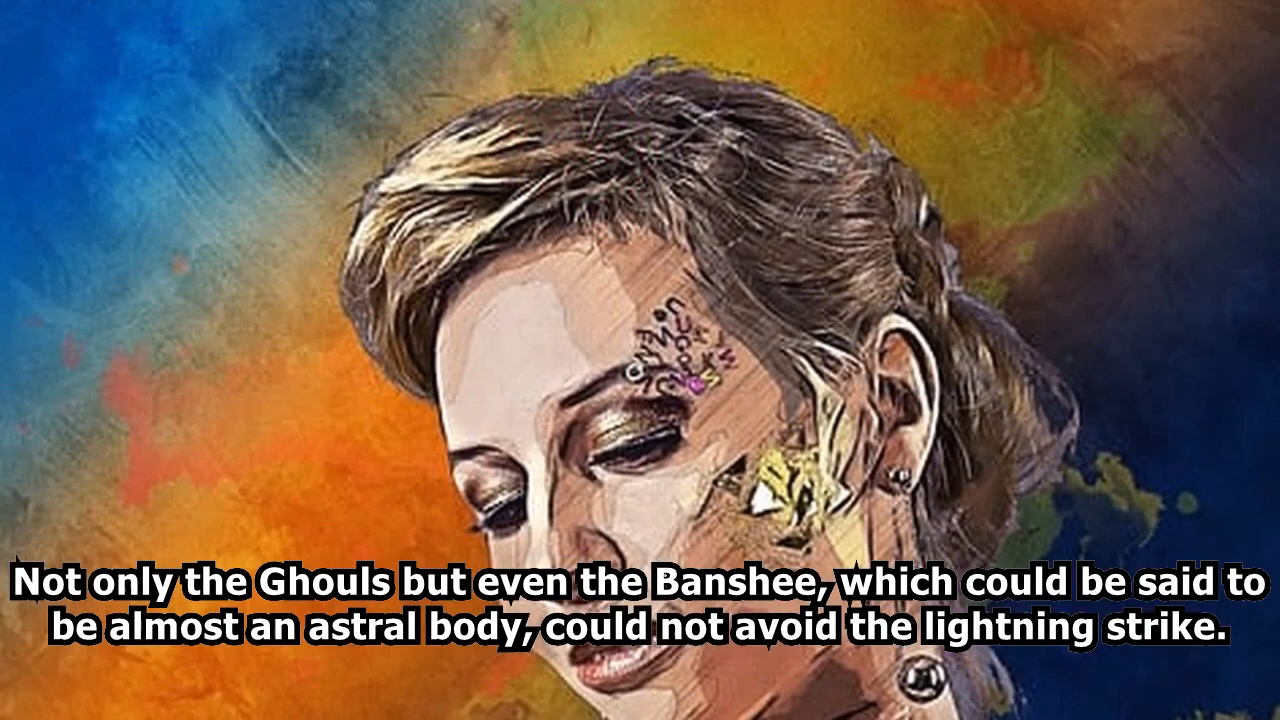 Not only the Ghouls but even the Banshee, which could be said to
be almost an astral body, could not avoid the lightning strike.